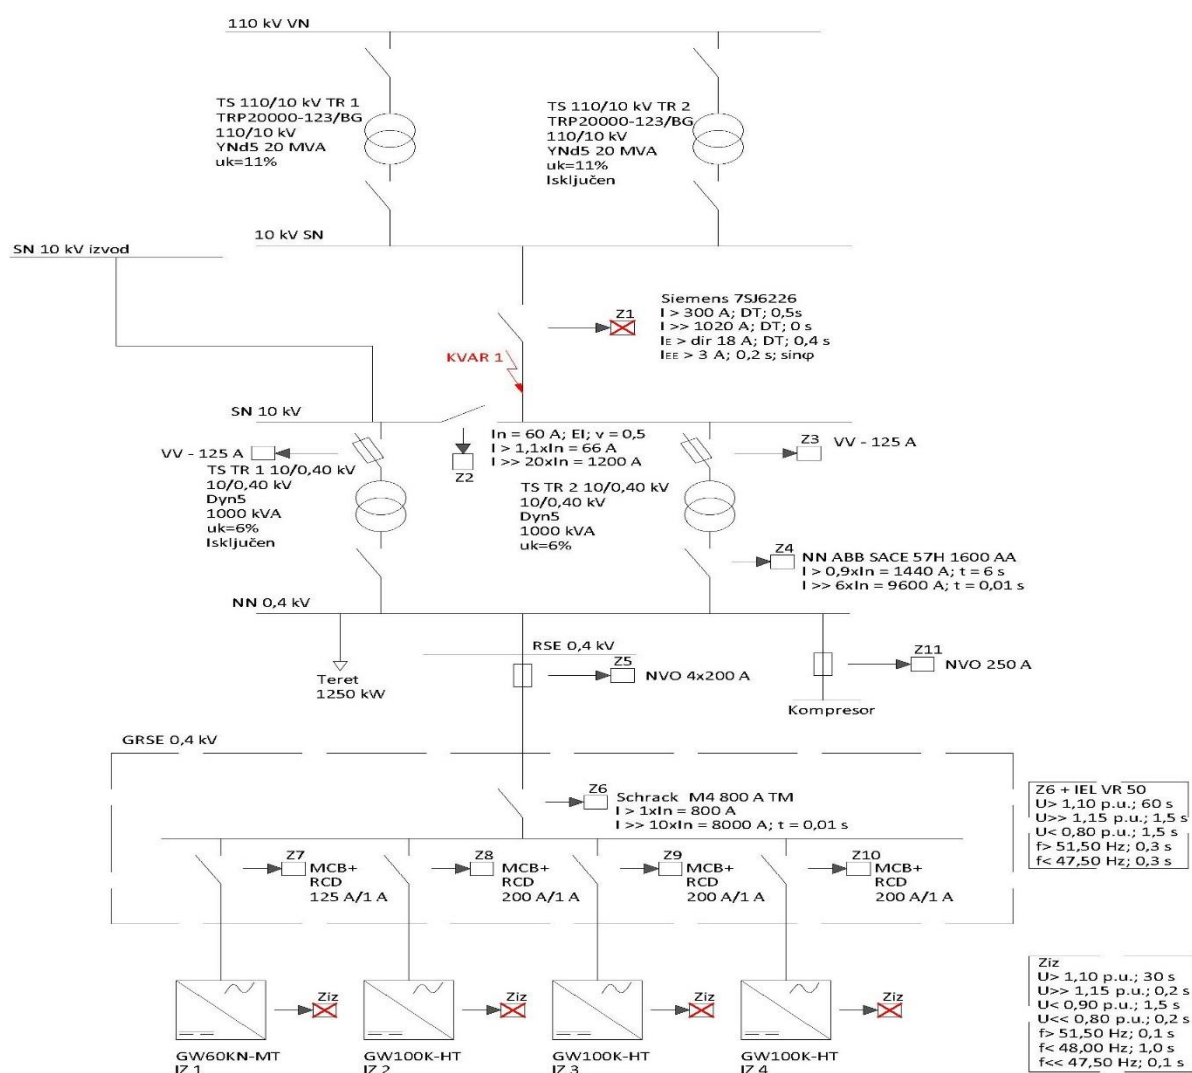 110 kV VN
TS 110/10 kV TR 1
TRP20000-123/BG
110/10 kV
YNd5 20 MVA
uk=11%
TS 110/10 kV TR 2
TRP20000-123/BG
110/10 kV
YNd5 20 MVA
uk=11%
Isključen
10 kV SN
SN 10 kV izvod
Z1
Siemens 7SJ6226
I > 300 A; DT; 0,5s
I >> 1020 A; DT; 0 s
IE > dir 18 A; DT; 0,4 s
IEE > 3 A; 0,2 s; sinφ
KVAR 1
SN 10 kV
VV - 125 A
TS TR 1 10/0,40 kV
10/0,40 kV
Dyn5
1000 kVA
uk=6%
Isključen
Z2
In = 60 A; EI; v = 0,5
I > 1,1xIn = 66 A
I >> 20xIn = 1200 A
TS TR 2 10/0,40 kV
10/0,40 kV
Dyn5
1000 kVA
uk=6%
Z3
VV - 125 A
Z4
NN ABB SACE 57H 1600 AA
I > 0,9xIn = 1440 A; t = 6 s
I >> 6xIn = 9600 A; t = 0,01 s
NN 0,4 kV
Teret
1250 kW
RSE 0,4 kV
Z5
NVO 4x200 A
Z11
NVO 250 A
Kompresor
GRSE 0,4 kV
Z6
Schrack M4 800 A TM
I > 1xIn = 800 A
I >> 10xIn = 8000 A; t = 0,01 s
Z6 + IEL VR 50
U> 1,10 p.u.; 60 s
U>> 1,15 p.u.; 1,5 s
U< 0,80 p.u.; 1,5 s
f> 51,50 Hz; 0,3 s
f< 47,50 Hz; 0,3 s
Z7
MCB+
RCD
125 A/1 A
Z8
MCB+
RCD
200 A/1 A
Z9
MCB+
RCD
200 A/1 A
Z10
MCB+
RCD
200 A/1 A
Ziz
Ziz
Ziz
Ziz
GW60KN-MT
IZ 1
GW100K-HT
IZ 2
GW100K-HT
IZ 3
GW100K-HT
IZ 4
Ziz
U> 1,10 p.u.; 30 s
U>> 1,15 p.u.; 0,2 s
U< 0,90 p.u.; 1,5 s
U<< 0,80 p.u.; 0,2 s
f> 51,50 Hz; 0,1 s
f< 48,00 Hz; 1,0 s
f<< 47,50 Hz; 0,1 s